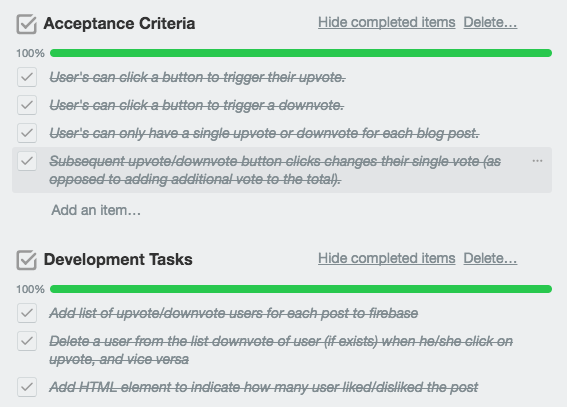 Acceptance Criteria Hide completed items Delete...
100%
User's can click a button to trigger their upvote.
User's can click a button to trigger a downvote.
User's can only have a single upvote or downvote for each blog post.
Subsequent upvote/downvote button clicks changes their single vote (as
opposed to adding additional vote to the total).
Add an item...
Development Tasks Hide completed items Delete...
100%
Add list of upvote/downvote users for each post to firebase
Delete a user from the list downvote of user (if exists) when he/she click on
upvote, and vice versa
Add HTML element to indicate how many user liked/disliked the post